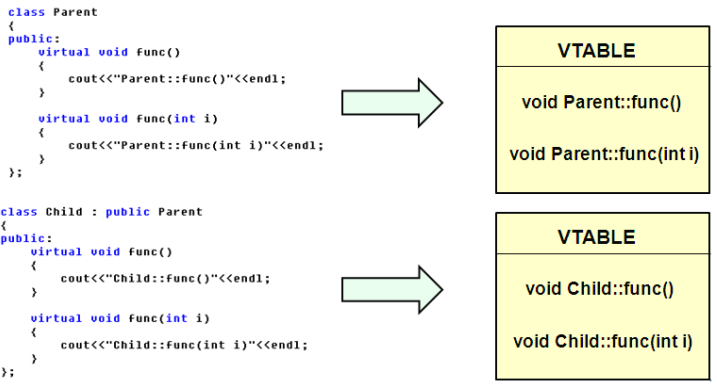 class Parent
{
public:
    virtual void func()
    {
        cout<<"Parent::func()"<<endl;
    }
    virtual void func(int i)
    {
        cout<<"Parent::func(int i)"<<endl;
    }
};
VTABLE
void Parent::func()
void Parent::func(int i)
class Child : public Parent
{
public:
    virtual void func()
    {
        cout<<"Child::func()"<<endl;
    }
    virtual void func(int i)
    {
        cout<<"Child::func(int i)"<<endl;
    }
};
VTABLE
void Child::func()
void Child::func(int i)